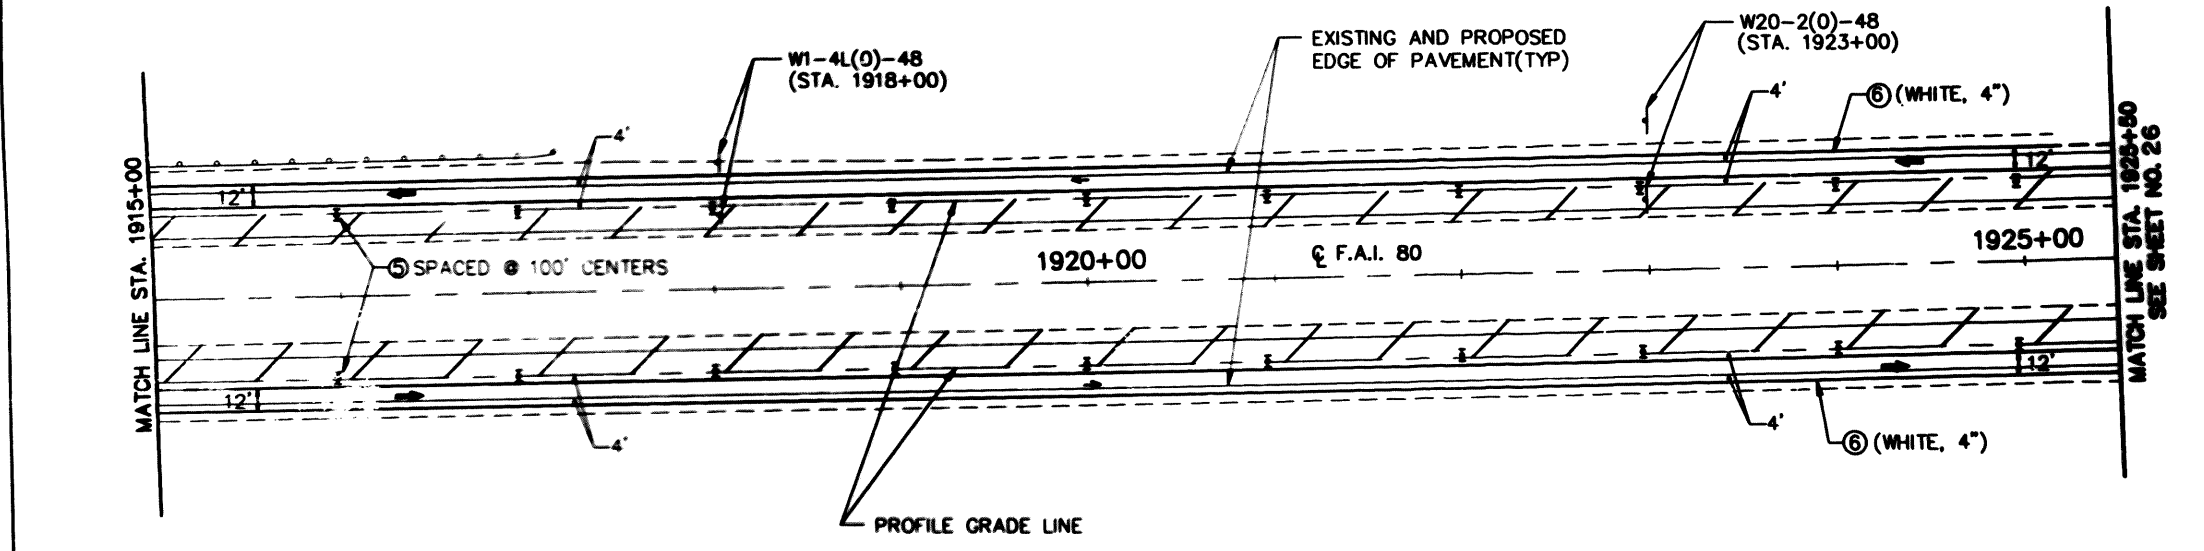 W1-4L(O)-48
(STA. 1918+00)
EXISTING AND PROPOSED
EDGE OF PAVEMENT(TYP)
W20-2(O)-48
(STA. 1923+00)
4'
4'
⑥ (WHITE, 4")
MATCH LINE STA. 1915+00
12'
12'
MATCH LINE STA. 1925+50
SEE SHEET NO. 26
⑤ SPACED @ 100' CENTERS
1920+00
℄ F.A.I. 80
1925+00
12'
12'
4'
4'
⑥ (WHITE, 4")
PROFILE GRADE LINE